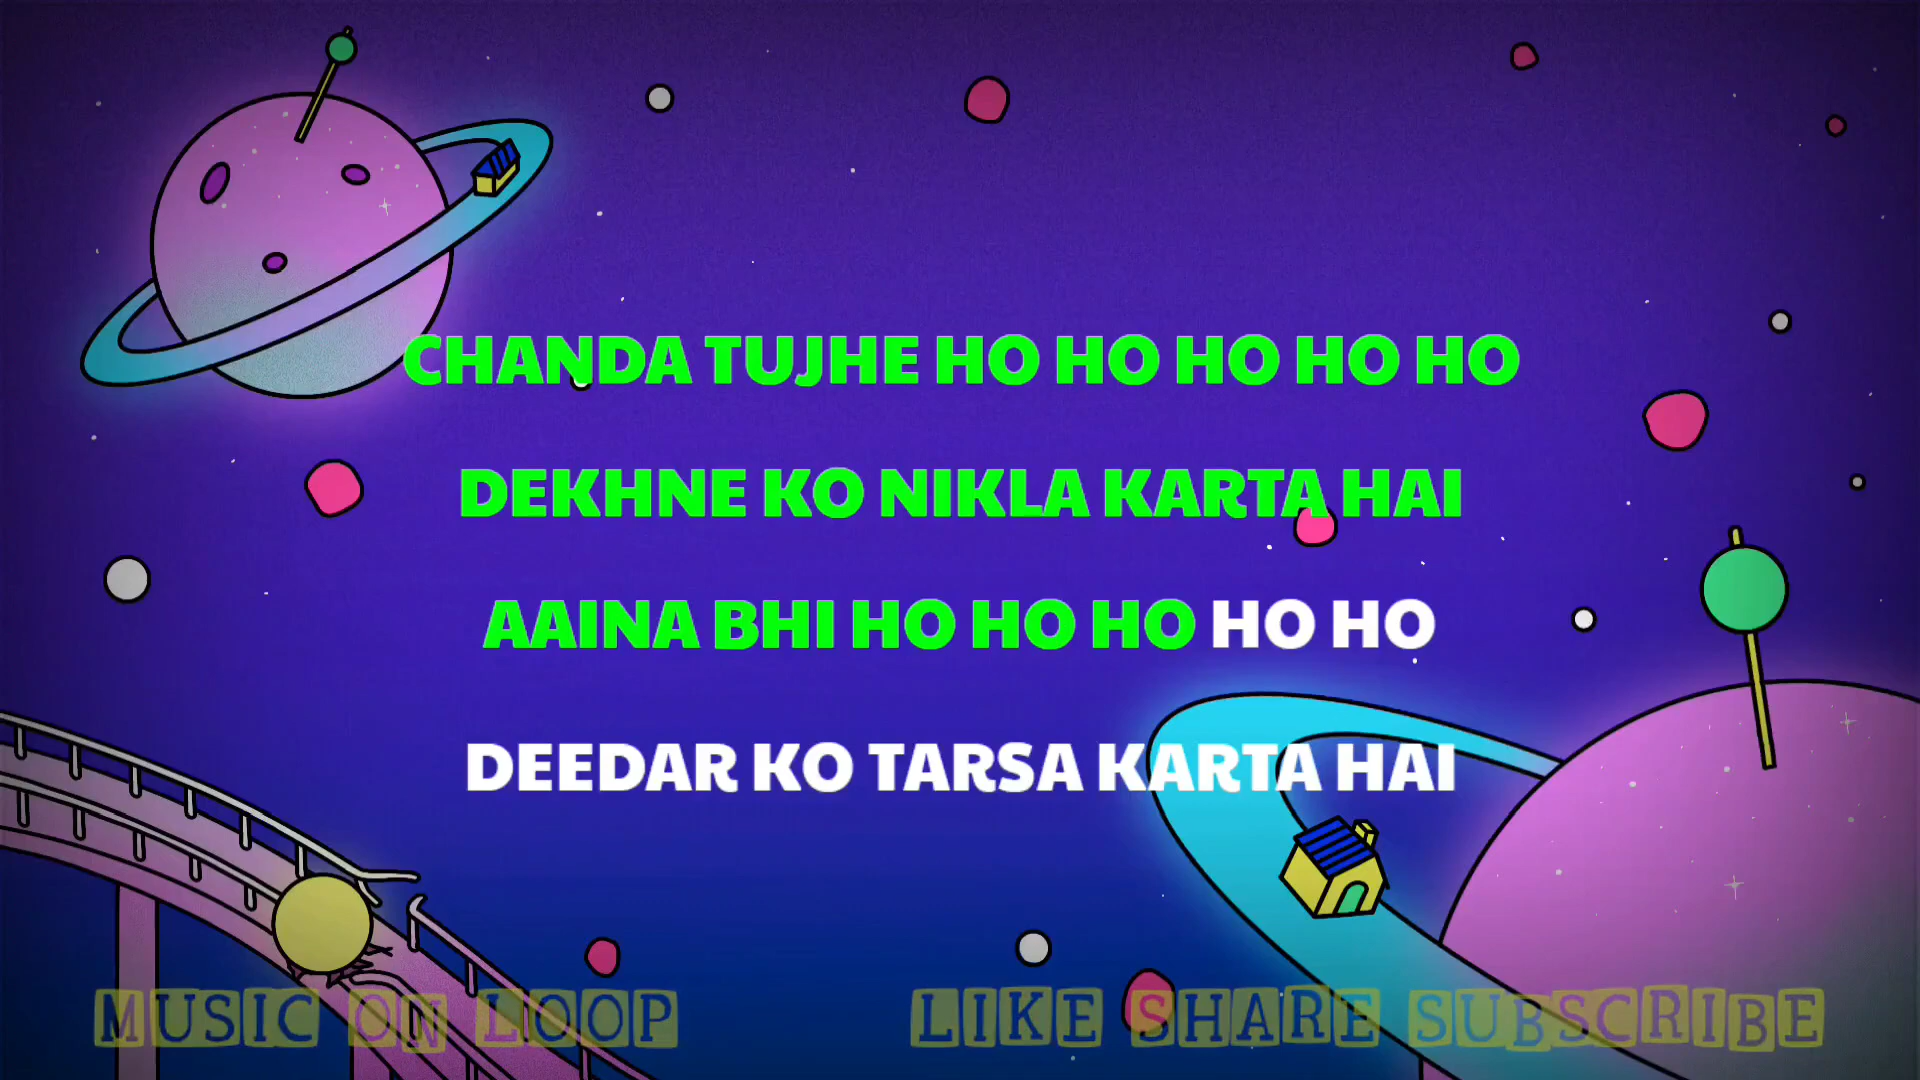 CHANDA TUJHE HO HO HO HO HO
DEKHNE KO NIKLA KARTA HAI
AAINA BHI HO HO HO HO HO
DEEDAR KO TARSA KARTA HAI
MUSIC ON LOOP
LIKE SHARE SUBSCRIBE